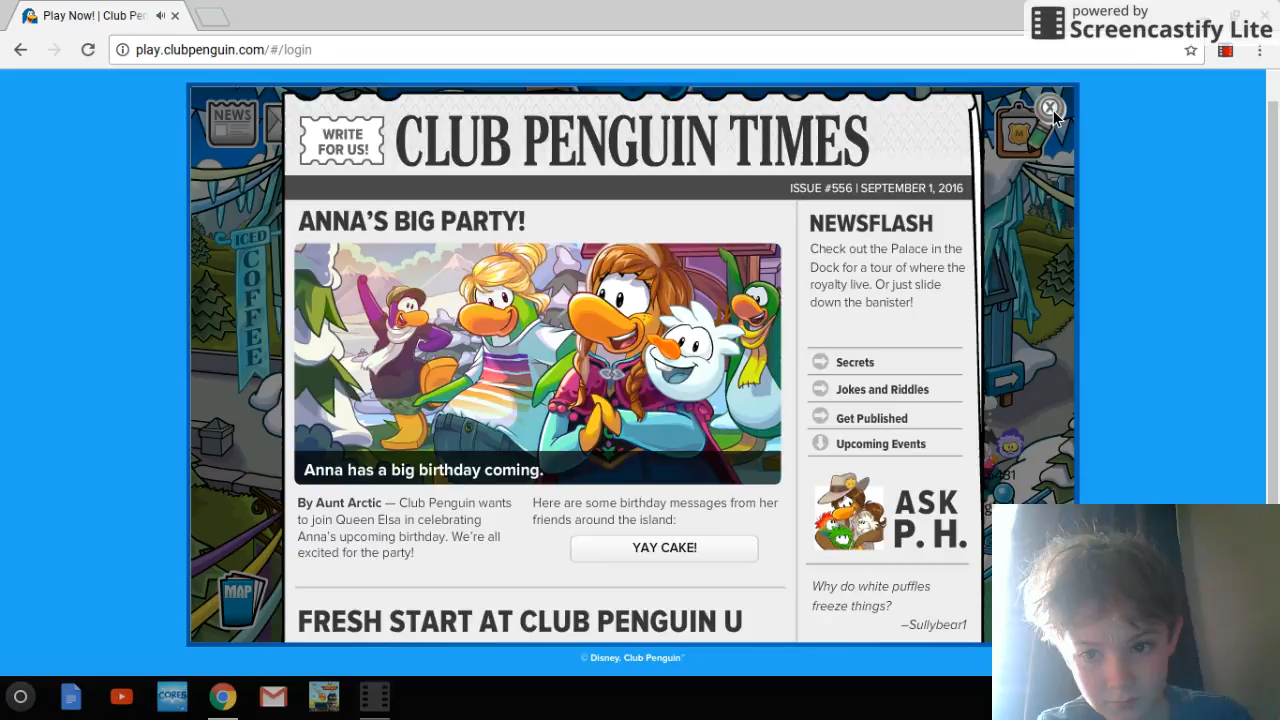 Play Now! | Club Pen
powered by
Screencastify Lite
play.clubpenguin.com/#/login
NEWS
WRITE
FOR US!
CLUB PENGUIN TIMES
M
ISSUE #556 | SEPTEMBER 1, 2016
ANNA'S BIG PARTY!
Anna has a big birthday coming.
By Aunt Arctic — Club Penguin wants
to join Queen Elsa in celebrating
Anna's upcoming birthday. We're all
excited for the party!
Here are some birthday messages from her
friends around the island:
YAY CAKE!
FRESH START AT CLUB PENGUIN U
NEWSFLASH
Check out the Palace in the
Dock for a tour of where the
royalty live. Or just slide
down the banister!
Secrets
Jokes and Riddles
Get Published
Upcoming Events
ASK
P. H.
Why do white puffles
freeze things?
–Sullybear1
ICED
COFFEE
MAP
© Disney. Club Penguin™
CORE5